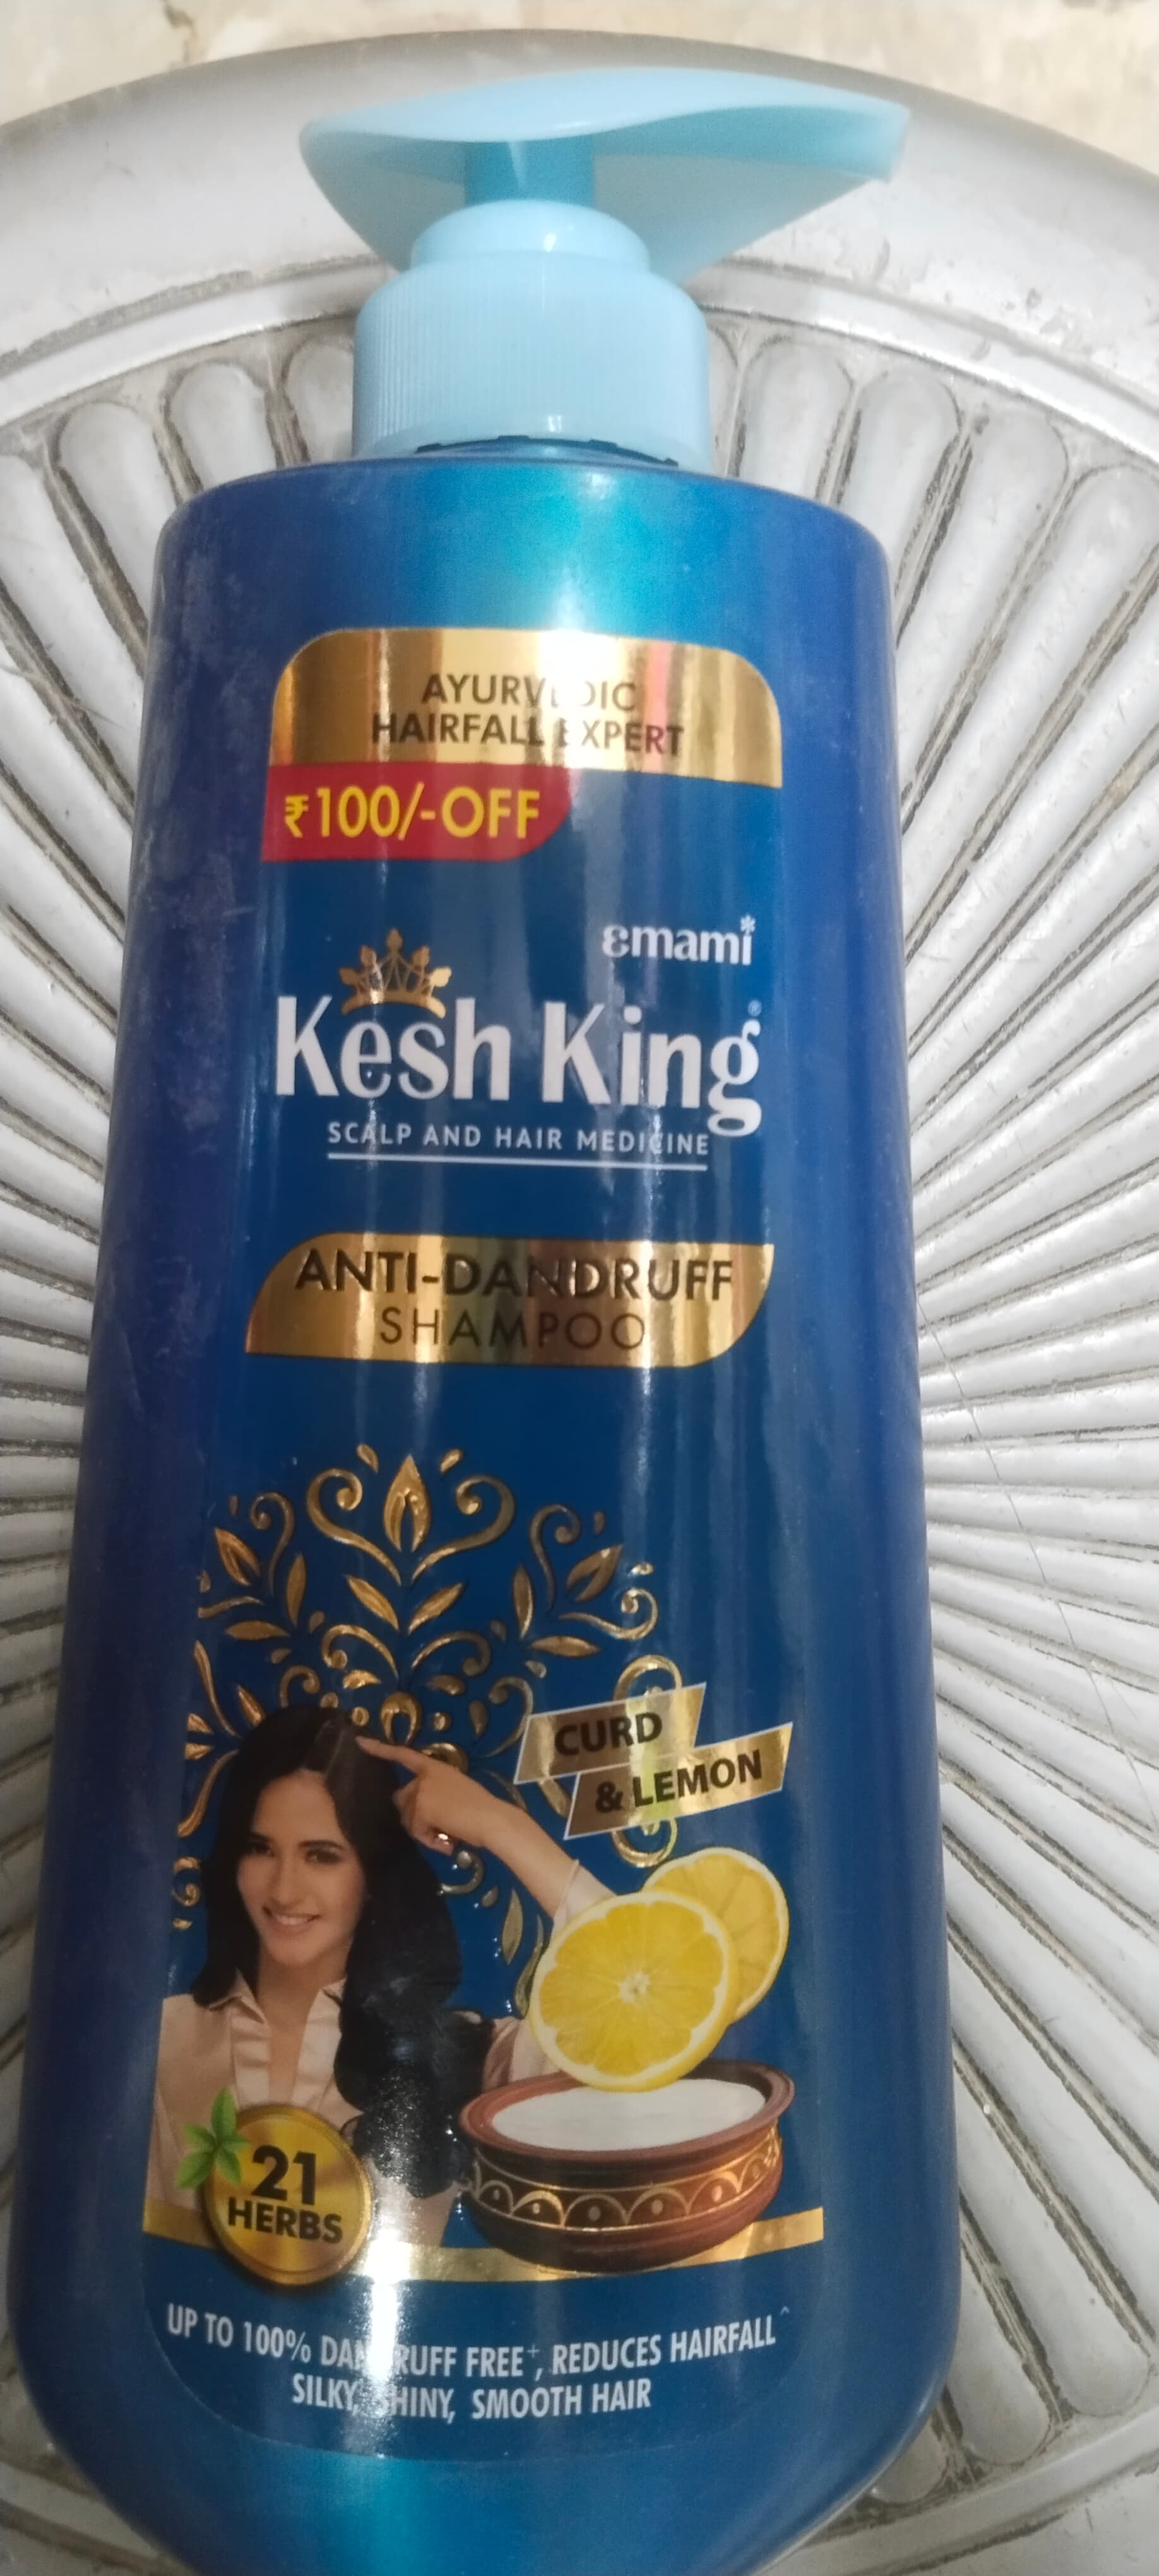 AYURVEDIC
HAIRFALL EXPERT
₹100/-OFF
emami*
Kesh King®
SCALP AND HAIR MEDICINE
ANTI-DANDRUFF
SHAMPOO
CURD
& LEMON
21
HERBS
UP TO 100% DANDRUFF FREE⁺, REDUCES HAIRFALL^
SILKY, SHINY, SMOOTH HAIR